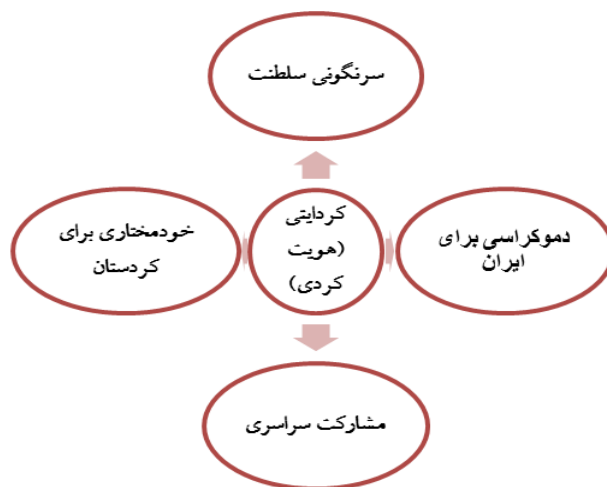 سرنگونی سلطنت
دموکراسی برای
ایران
کردایتی
(هویت
کردی)
خودمختاری برای
کردستان
مشارکت سراسری